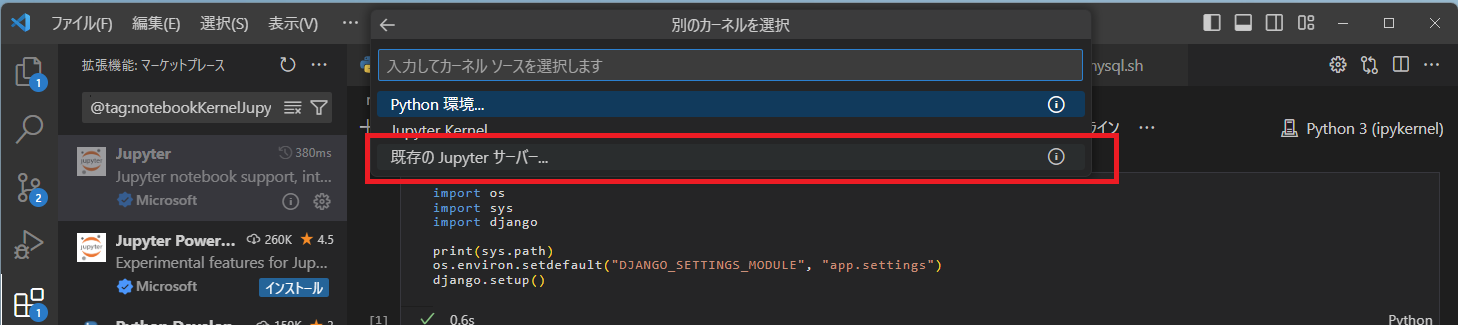 ファイル(F) 編集(E) 選択(S) 表示(V) ···
別のカーネルを選択
拡張機能: マーケットプレース
入力してカーネル ソースを選択します
nysql.sh
@tag:notebookKernelJupy
Python 環境...
Jupyter Kernel
ライン ···
Python 3 (ipykernel)
既存の Jupyter サーバー...
Jupyter 380ms
Jupyter notebook support, int...
Microsoft
Jupyter Power... 260K 4.5
Experimental features for Jup...
Microsoft インストール
Python Develop 150K
1
2
1
import os
import sys
import django
print(sys.path)
os.environ.setdefault("DJANGO_SETTINGS_MODULE", "app.settings")
django.setup()
[1] 0.6s Python